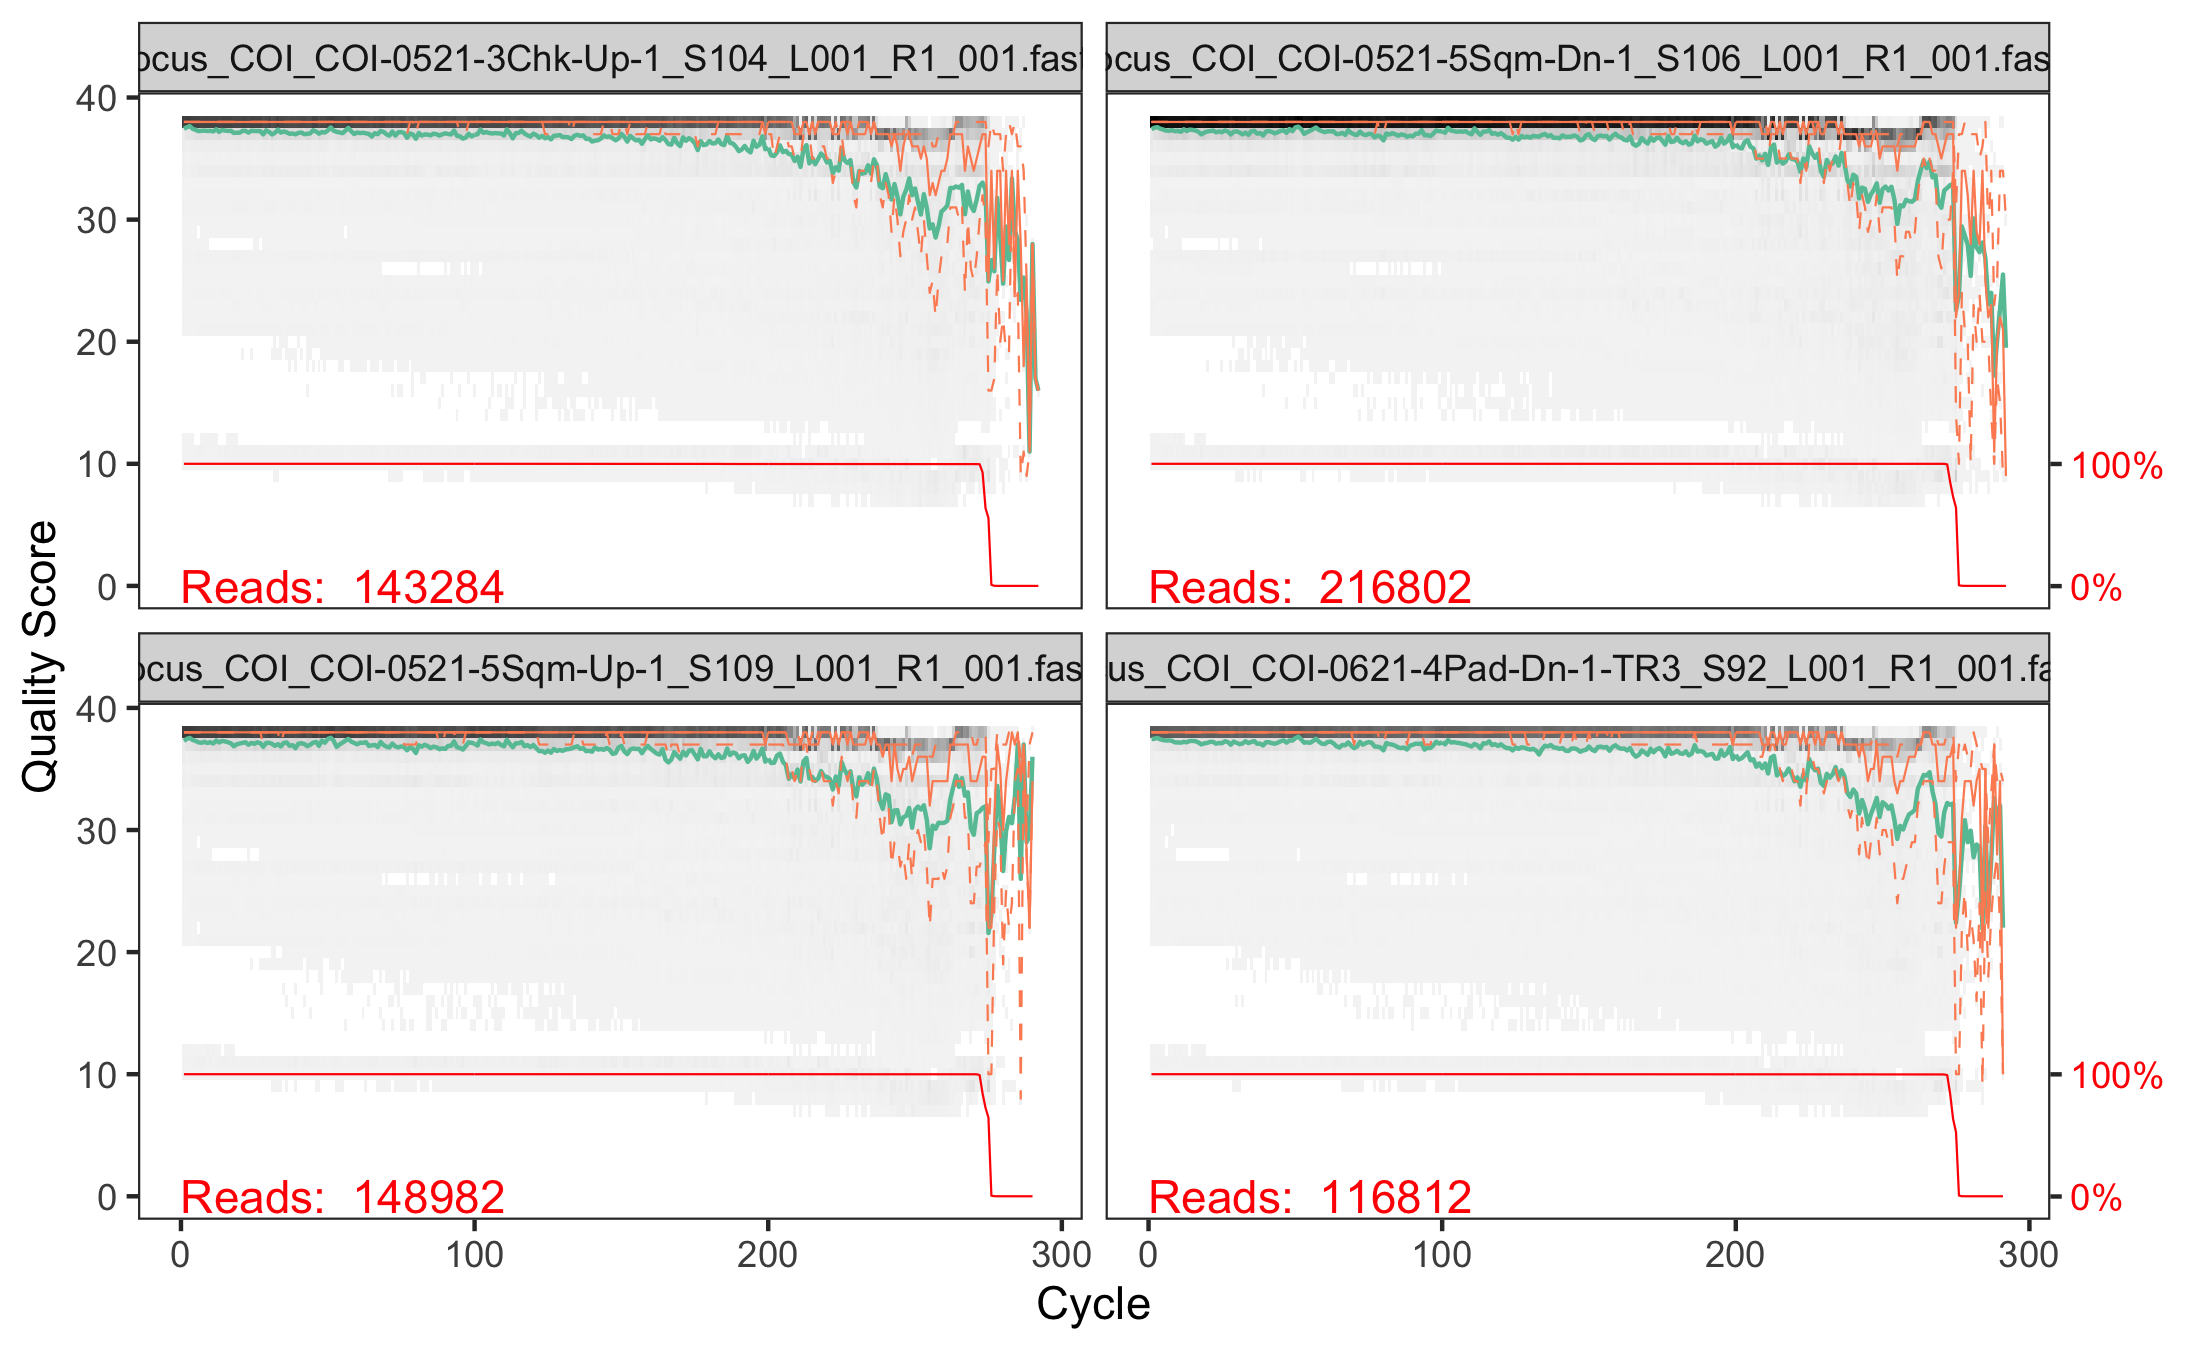 ocus_COI_COI-0521-3Chk-Up-1_S104_L001_R1_001.fast
ocus_COI_COI-0521-5Sqm-Dn-1_S106_L001_R1_001.fas
40
30
20
10
0
Reads: 143284
Reads: 216802
100%
0%
Quality Score
ocus_COI_COI-0521-5Sqm-Up-1_S109_L001_R1_001.fas
us_COI_COI-0621-4Pad-Dn-1-TR3_S92_L001_R1_001.fa
40
30
20
10
0
Reads: 148982
Reads: 116812
100%
0%
0 100 200 300
0 100 200 300
Cycle